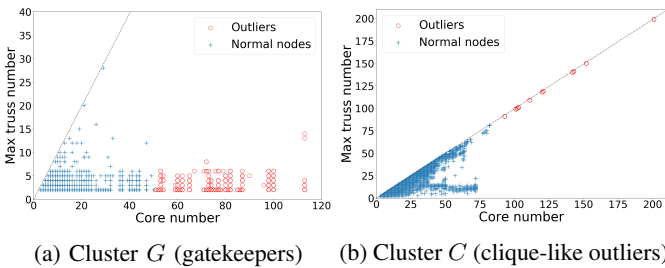 40
35
30
25
20
15
10
5
0
Max truss number
Outliers
Normal nodes
0 20 40 60 80 100 120
Core number
(a) Cluster G (gatekeepers)
200
175
150
125
100
75
50
25
0
Max truss number
Outliers
Normal nodes
0 25 50 75 100 125 150 175 200
Core number
(b) Cluster C (clique-like outliers)